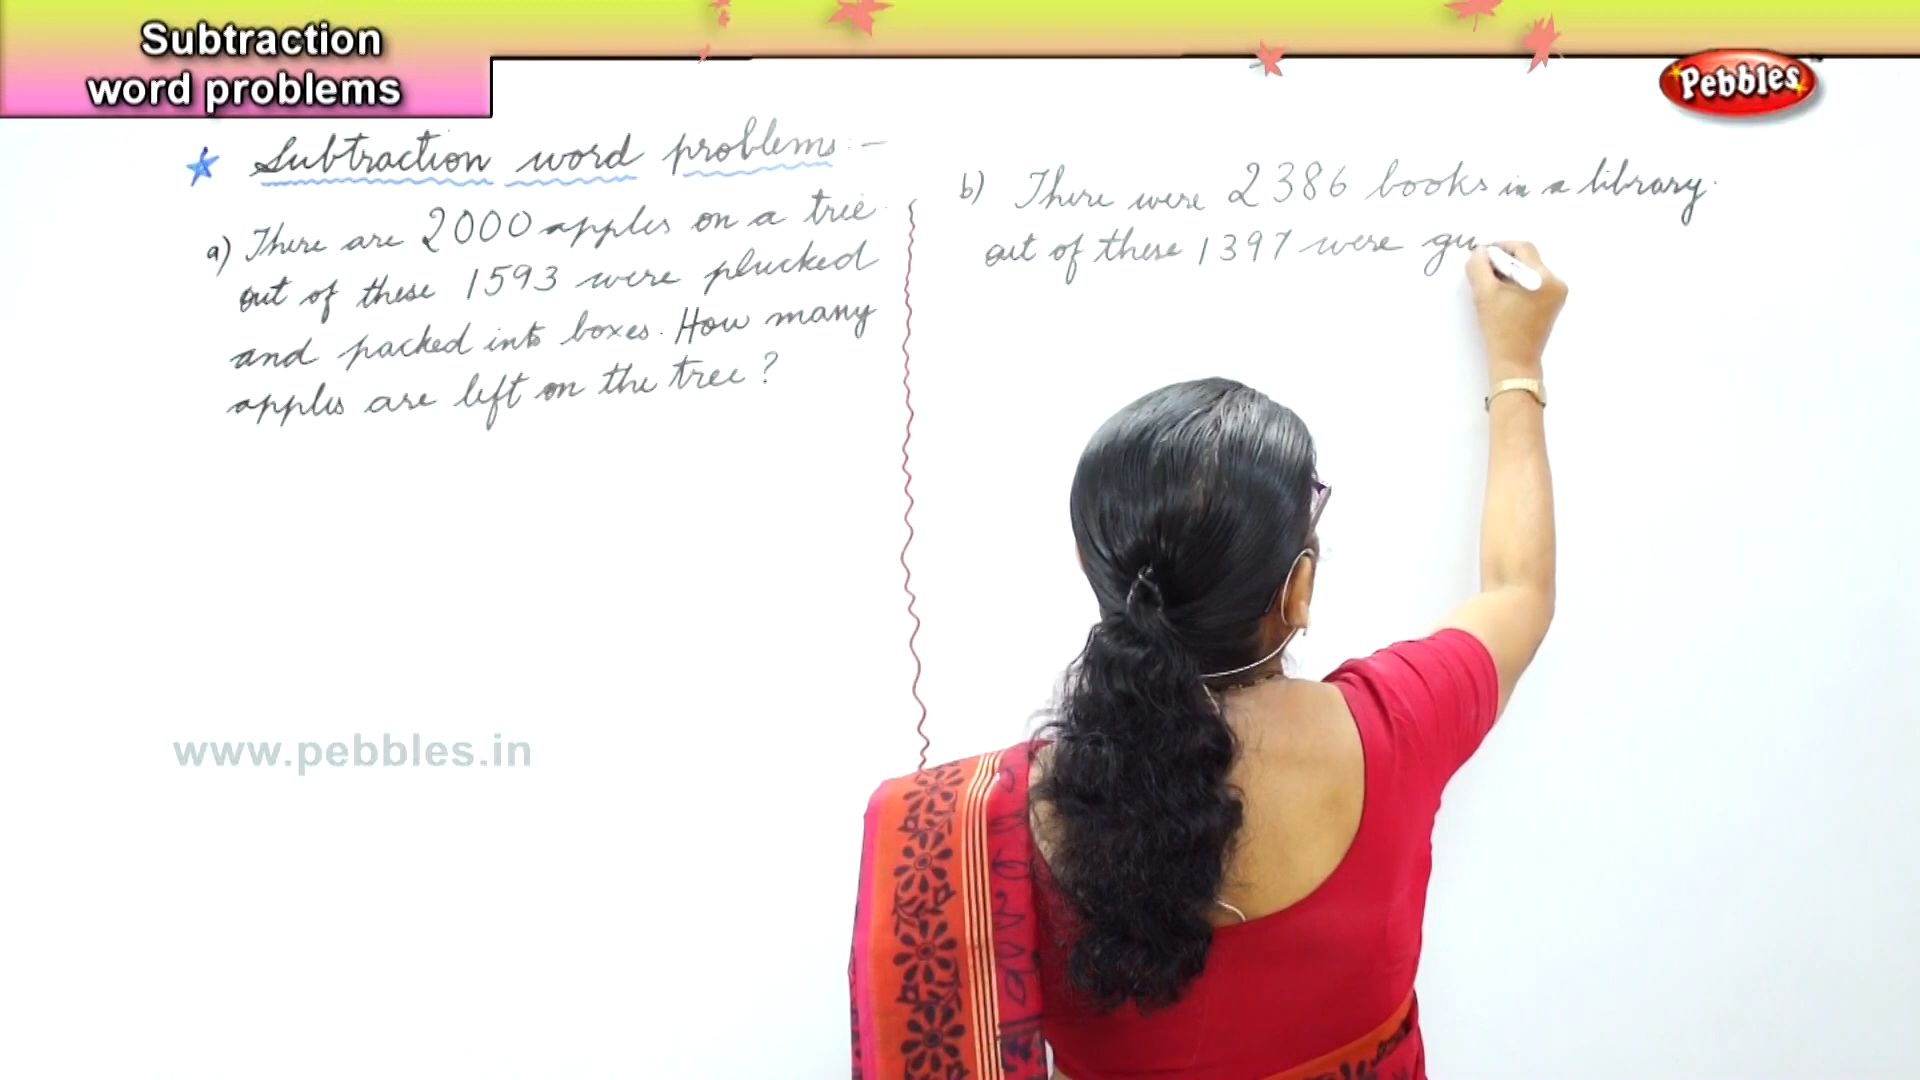 Subtraction
word problems
Pebbles
Subtraction word problems:-
a) There are 2000 apples on a tree.
out of these 1593 were plucked
and packed into boxes. How many
apples are left on the tree?
b) There were 2386 books in a library.
out of these 1397 were
www.pebbles.in